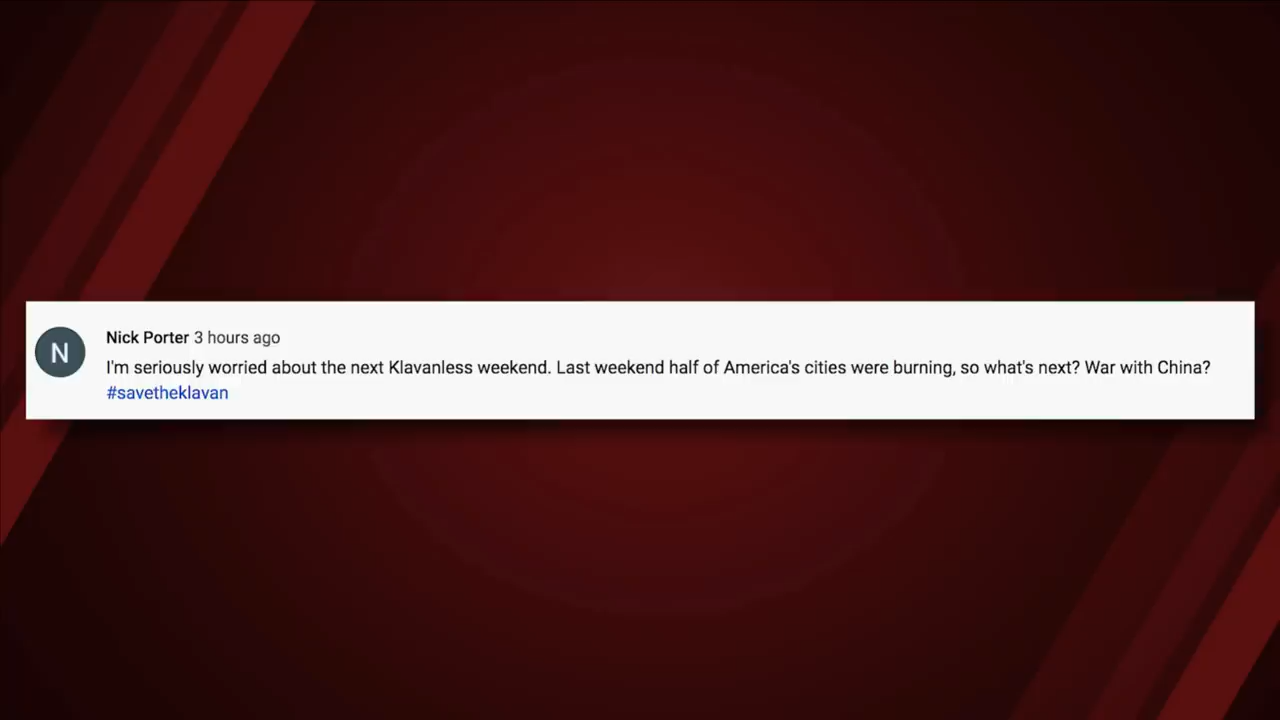 N
Nick Porter 3 hours ago
I'm seriously worried about the next Klavanless weekend. Last weekend half of America's cities were burning, so what's next? War with China?
#savetheklavan